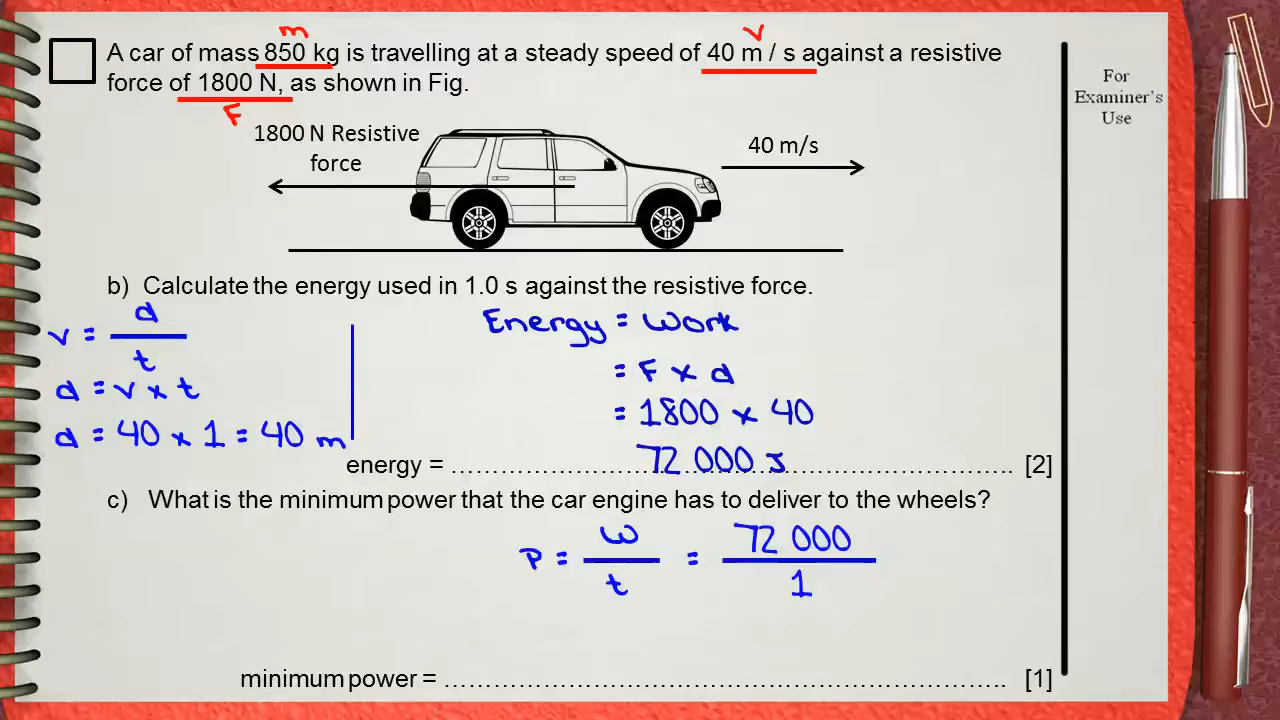 m
v
A car of mass 850 kg is travelling at a steady speed of 40 m / s against a resistive
force of 1800 N, as shown in Fig.
F
For
Examiner's
Use
1800 N Resistive
force
40 m/s
b) Calculate the energy used in 1.0 s against the resistive force.
v = d / t
d = v x t
d = 40 x 1 = 40 m
Energy = work
= F x d
= 1800 x 40
72 000 J
energy = ........................................ [2]
c) What is the minimum power that the car engine has to deliver to the wheels?
P = w / t = 72 000 / 1
minimum power = ........................................ [1]